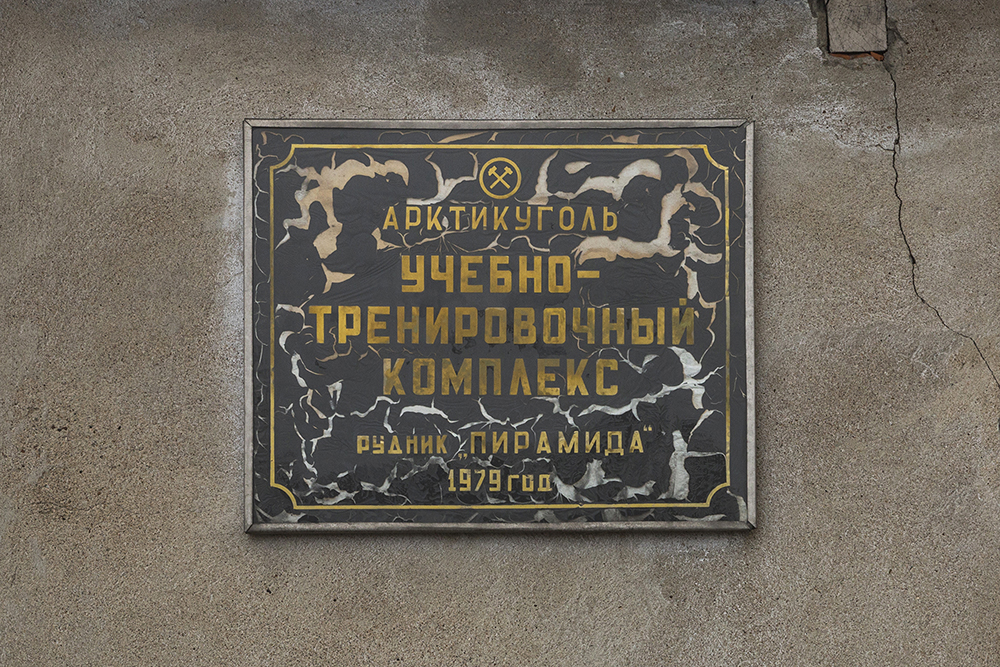 АРКТИКУГОЛЬ
УЧЕБНО-
ТРЕНИРОВОЧНЫЙ
КОМПЛЕКС
РУДНИК „ПИРАМИДА“
1979 год